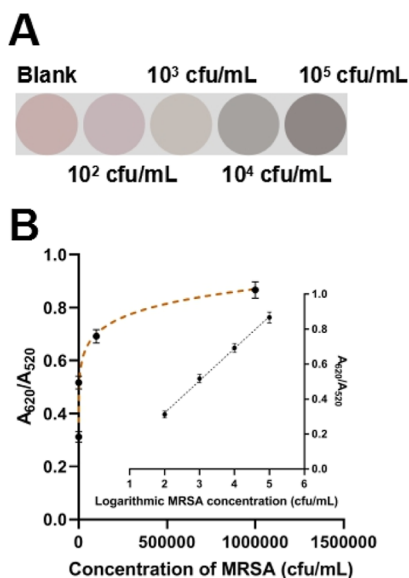 A
Blank 10³ cfu/mL 10⁵ cfu/mL
10² cfu/mL 10⁴ cfu/mL
B
A₆₂₀/A₅₂₀
1.0
0.8
0.6
0.4
0.2
0.0
0 500000 1000000 1500000
Concentration of MRSA (cfu/mL)
1.0
0.8
0.6
0.4
0.2
0.0
A₆₂₀/A₅₂₀
1 2 3 4 5 6
Logarithmic MRSA concentration (cfu/mL)